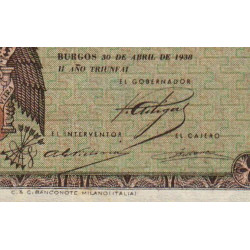 BURGOS 30 DE ABRIL DE 1938
II AÑO TRIUNFAL
EL GOBERNADOR
EL INTERVENTOR EL CAJERO
C. & C. BANCONOTE. MILANO (ITALIA)